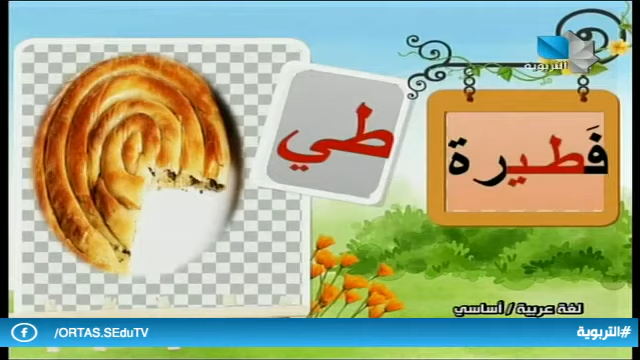 التربوية
طي
فَطيرة
لغة عربية / أساسي
/ORTAS.SEduTV
#التربوية